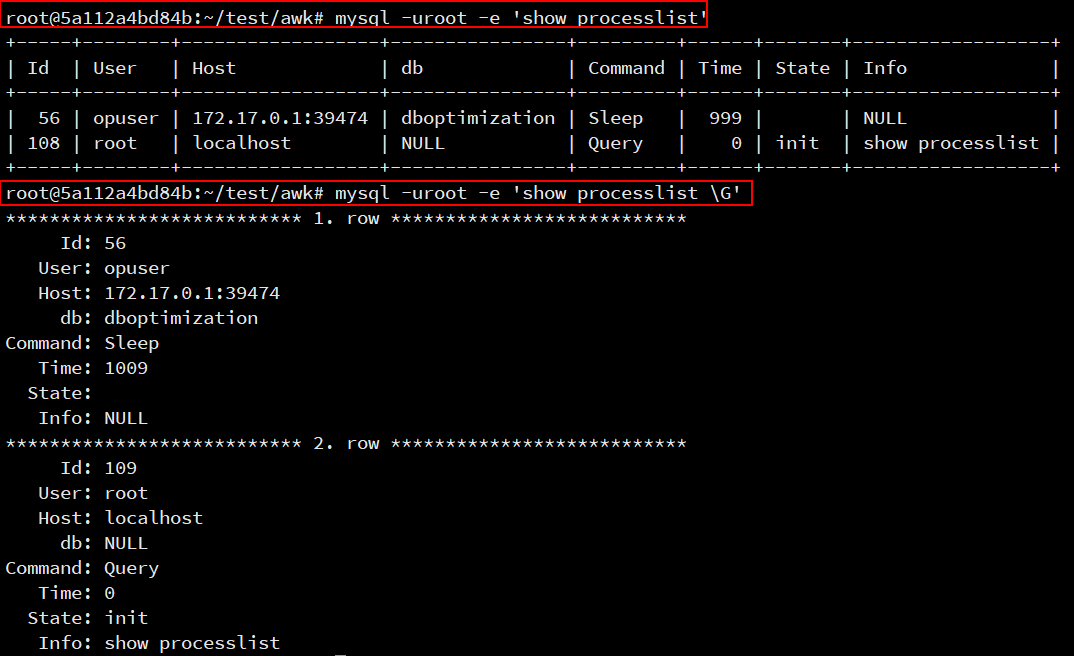 root@5a112a4bd84b:~/test/awk# mysql -uroot -e 'show processlist'
+-----+--------+------------------+----------------+---------+------+-------+------------------+
| Id  | User   | Host             | db             | Command | Time | State | Info             |
+-----+--------+------------------+----------------+---------+------+-------+------------------+
|  56 | opuser | 172.17.0.1:39474 | dboptimization | Sleep   |  999 |       | NULL             |
| 108 | root   | localhost        | NULL           | Query   |    0 | init  | show processlist |
+-----+--------+------------------+----------------+---------+------+-------+------------------+
root@5a112a4bd84b:~/test/awk# mysql -uroot -e 'show processlist \G'
*************************** 1. row ***************************
     Id: 56
   User: opuser
   Host: 172.17.0.1:39474
     db: dboptimization
Command: Sleep
   Time: 1009
  State:
   Info: NULL
*************************** 2. row ***************************
     Id: 109
   User: root
   Host: localhost
     db: NULL
Command: Query
   Time: 0
  State: init
   Info: show processlist